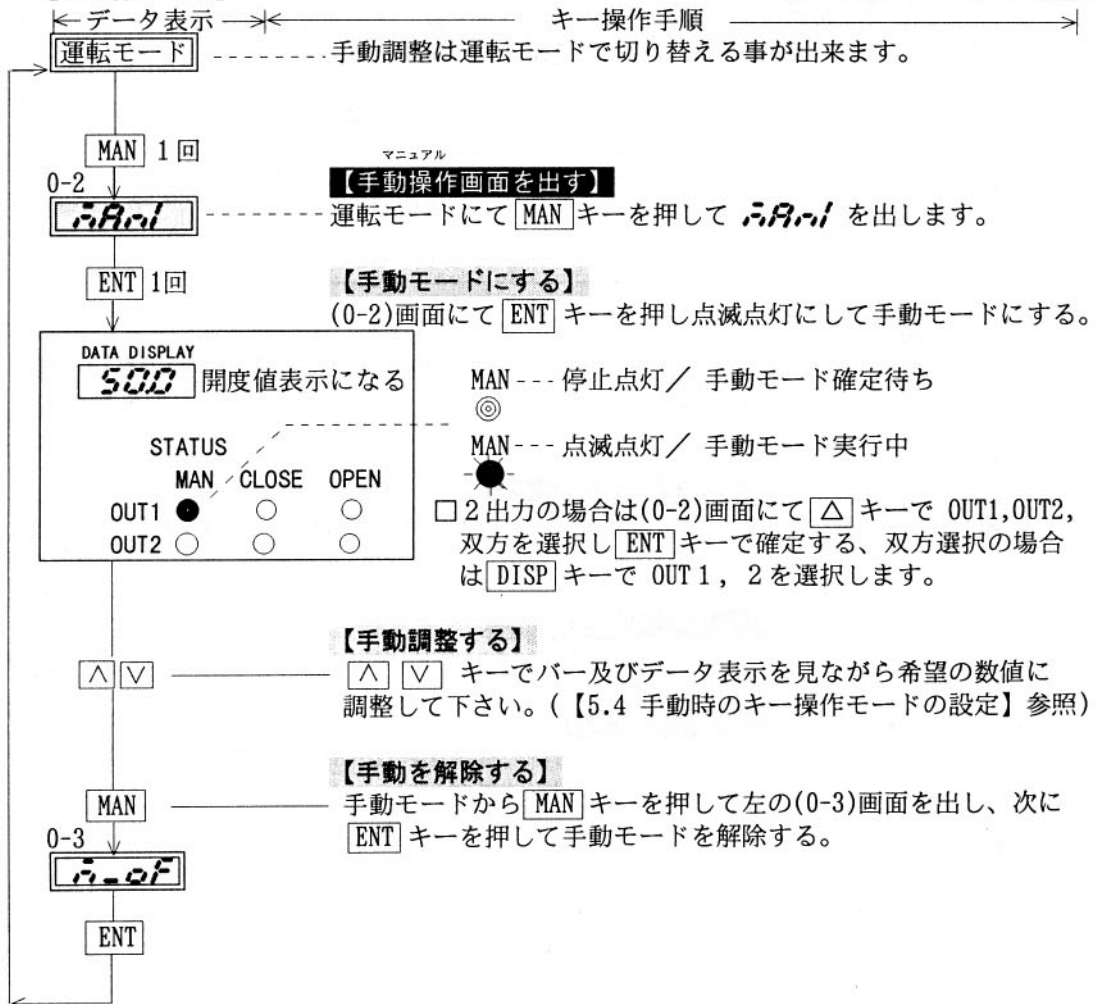 データ表示 キー操作手順
運転モード 手動調整は運転モードで切り替える事が出来ます。
MAN 1回
マニュアル
0-2 【手動操作画面を出す】
運転モードにて MAN キーを押して を出します。
ENT 1回 【手動モードにする】
(0-2)画面にて ENT キーを押し点滅点灯にして手動モードにする。
DATA DISPLAY
50.0 開度値表示になる MAN --- 停止点灯／ 手動モード確定待ち
STATUS MAN --- 点滅点灯／ 手動モード実行中
MAN CLOSE OPEN
OUT1 □2出力の場合は(0-2)画面にて △ キーで OUT1,OUT2,
OUT2 双方を選択し ENT キーで確定する、双方選択の場合
は DISP キーで OUT1, 2を選択します。
【手動調整する】
∧ ∨ ∧ ∨ キーでバー及びデータ表示を見ながら希望の数値に
調整して下さい。(【5.4 手動時のキー操作モードの設定】参照)
【手動を解除する】
MAN 手動モードから MAN キーを押して左の(0-3)画面を出し、次に
0-3 ENT キーを押して手動モードを解除する。
ENT